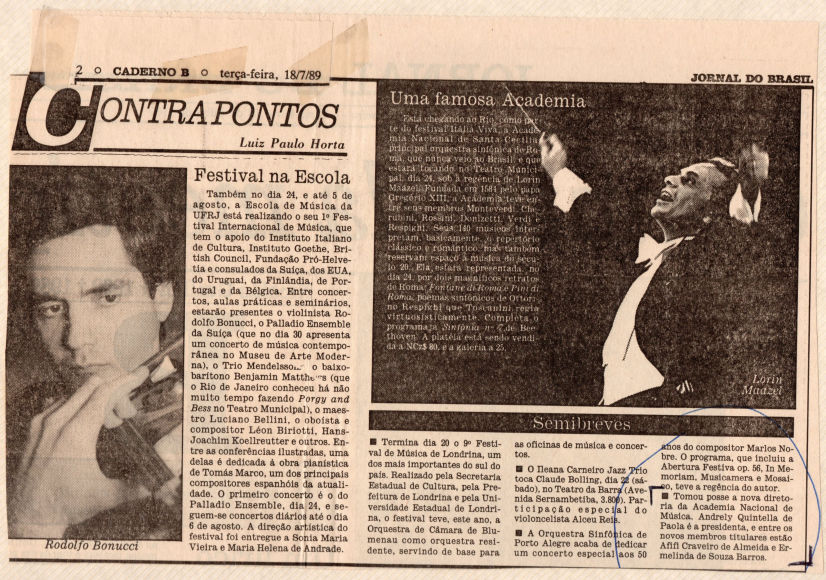 2 o CADERNO B o terça-feira, 18/7/89
JORNAL DO BRASIL
CONTRAPONTOS
Luiz Paulo Horta
Rodolfo Bonucci
Festival na Escola
Também no dia 24, e até 5 de
agosto, a Escola de Música da
UFRJ está realizando o seu 1º Fes-
tival Internacional de Música, que
tem o apoio do Instituto Italiano
de Cultura, Instituto Goethe, Bri-
tish Council, Fundação Pró-Helve-
tia e consulados da Suíça, dos EUA,
do Uruguai, da Finlândia, de Por-
tugal e da Bélgica. Entre concer-
tos, aulas práticas e seminários,
estarão presentes o violinista Ro-
dolfo Bonucci, o Palladio Ensemble
da Suíça (que no dia 30 apresenta
um concerto de música contempo-
rânea no Museu de Arte Moder-
na), o Trio Mendelsso o baixo-
barítono Benjamin Matthews (que
o Rio de Janeiro conheceu há não
muito tempo fazendo Porgy and
Bess no Teatro Municipal), o maes-
tro Luciano Bellini, o oboísta e
compositor Léon Biriotti, Hans-
Joachim Koellreutter e outros. En-
tre as conferências ilustradas, uma
delas é dedicada à obra pianística
de Tomás Marco, um dos principais
compositores espanhóis da atuali-
dade. O primeiro concerto é o do
Palladio Ensemble, dia 24, e se-
guem-se concertos diários até o dia
6 de agosto. A direção artística do
festival foi entregue a Sonia Maria
Vieira e Maria Helena de Andrade.
Uma famosa Academia
Está chegando ao Rio, como par-
te do festival Itália Viva, a Acade-
mia Nacional de Santa Cecília
principal orquestra sinfônica de Ro-
ma, que nunca veio ao Brasil, e que
estará tocando no Teatro Munici-
pal, dia 24, sob a regência de Lorin
Maazel. Fundada em 1584 pelo papa
Gregório XIII, a Academia teve en-
tre seus membros Monteverdi, Che-
rubini, Rossini, Donizetti, Verdi e
Respighi. Seus 140 músicos inter-
pretam, basicamente, o repertório
clássico e romântico, mas também
reservam espaço à música do sécu-
lo 20. Ela estará representada, no
dia 24, por dois magníficos retratos
de Roma: Fontane di Roma e Pini di
Roma, poemas sinfônicos de Ottori-
no Respighi que Toscanini regia
virtuosisticamente. Completa o
programa a Sinfonia nº 7 de Bee-
thoven. A platéia está sendo vendi-
da a NCz$ 80, e a galeria a 25.
Lorin
Maazel
Semibreves
■ Termina dia 20 o 9º Festi-
val de Música de Londrina, um
dos mais importantes do sul do
país. Realizado pela Secretaria
Estadual de Cultura, pela Pre-
feitura de Londrina e pela Uni-
versidade Estadual de Londri-
na, o festival teve, este ano, a
Orquestra de Câmara de Blu-
menau como orquestra resi-
dente, servindo de base para
as oficinas de música e concer-
tos.
■ O Ileana Carneiro Jazz Trio
toca Claude Bolling, dia 22 (sá-
bado), no Teatro da Barra (Ave-
nida Sernambetiba, 3.800). Par-
ticipação especial do
violoncelista Alceu Reis.
■ A Orquestra Sinfônica de
Porto Alegre acaba de dedicar
um concerto especial aos 50
anos do compositor Marlos No-
bre. O programa, que incluiu a
Abertura Festiva op. 56, In Me-
moriam, Musicamera e Mosai-
co, teve a regência do autor.
■ Tomou posse a nova direto-
ria da Academia Nacional de
Música. Andrely Quintella de
Paola é a presidenta, e entre os
novos membros titulares estão
Afifi Craveiro de Almeida e Er-
melinda de Souza Barros.